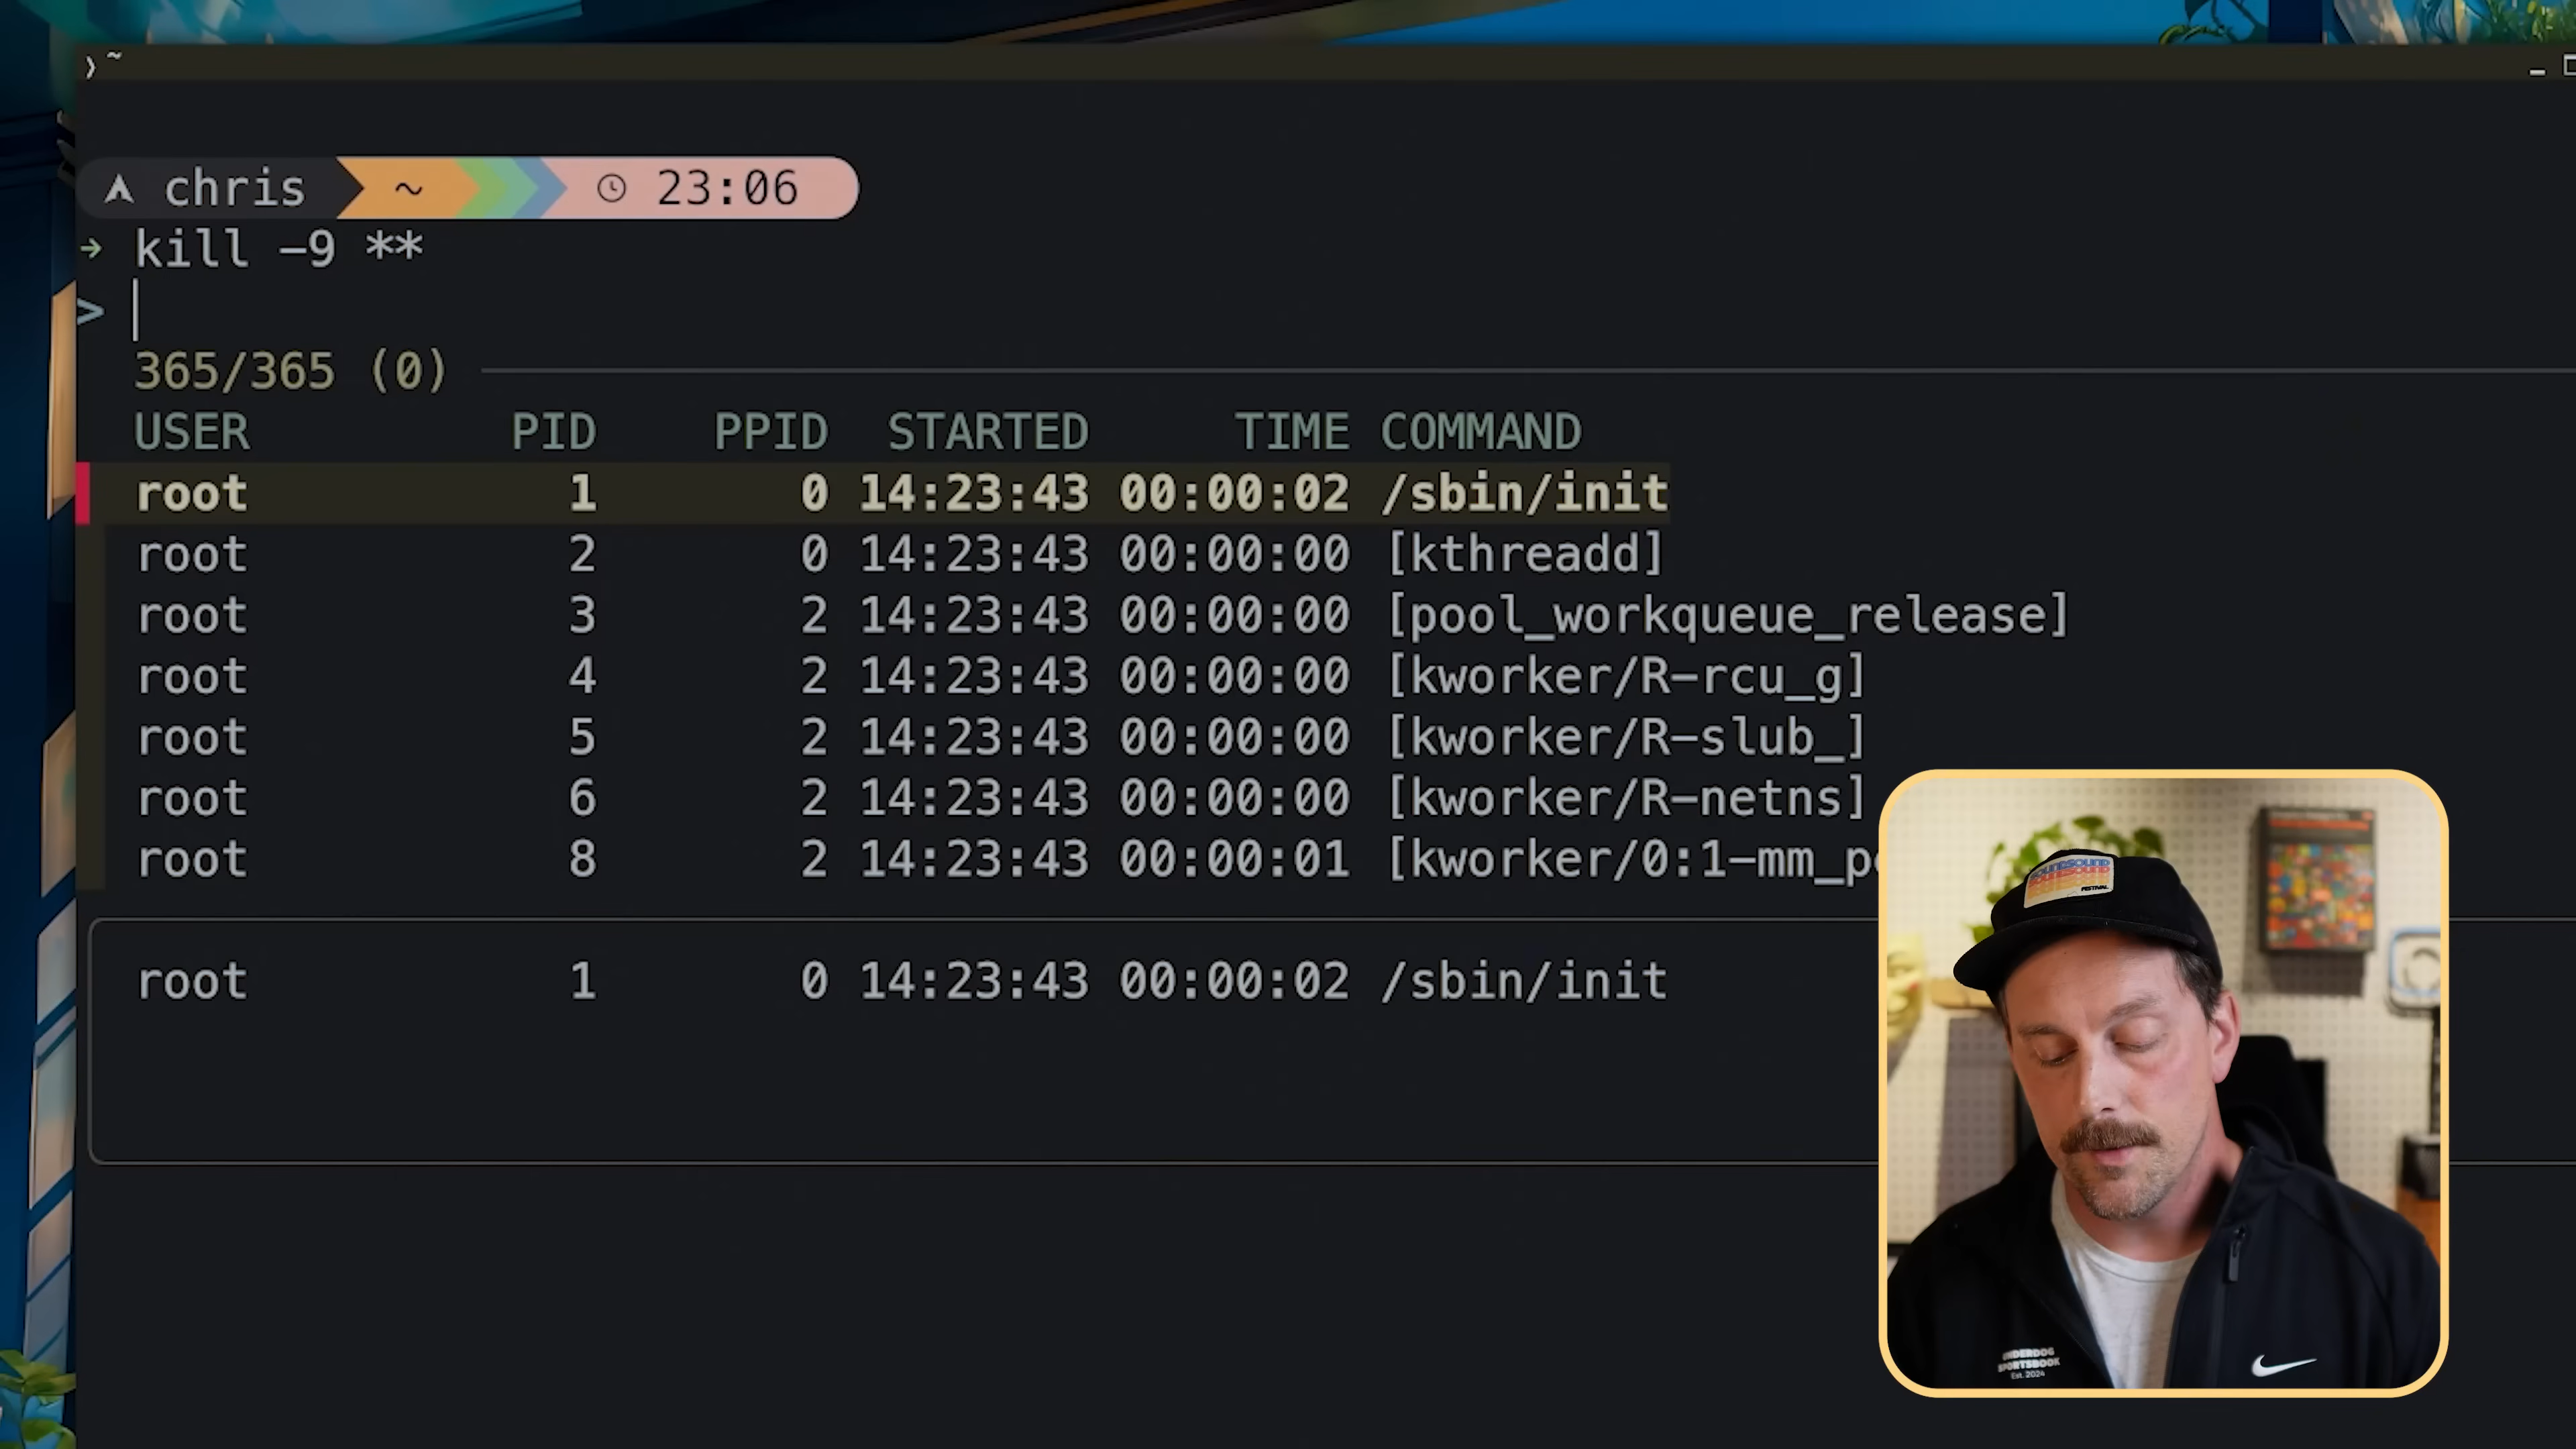 ~
chris ~ 23:06
→ kill -9 **
>
365/365 (0)
USER PID PPID STARTED TIME COMMAND
root 1 0 14:23:43 00:00:02 /sbin/init
root 2 0 14:23:43 00:00:00 [kthreadd]
root 3 2 14:23:43 00:00:00 [pool_workqueue_release]
root 4 2 14:23:43 00:00:00 [kworker/R-rcu_g]
root 5 2 14:23:43 00:00:00 [kworker/R-slub_]
root 6 2 14:23:43 00:00:00 [kworker/R-netns]
root 8 2 14:23:43 00:00:01 [kworker/0:1-mm_p
root 1 0 14:23:43 00:00:02 /sbin/init
FESTIVAL
UNDERDOG
SPORTSBOOK
Est. 2024